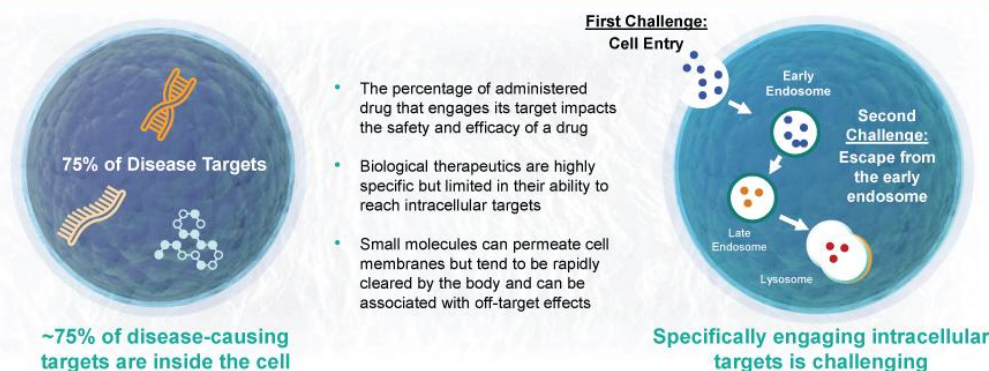 75% of Disease Targets
~75% of disease-causing
targets are inside the cell
• The percentage of administered
drug that engages its target impacts
the safety and efficacy of a drug
• Biological therapeutics are highly
specific but limited in their ability to
reach intracellular targets
• Small molecules can permeate cell
membranes but tend to be rapidly
cleared by the body and can be
associated with off-target effects
First Challenge:
Cell Entry
Early
Endosome
Second
Challenge:
Escape from
the early
endosome
Late
Endosome
Lysosome
Specifically engaging intracellular
targets is challenging